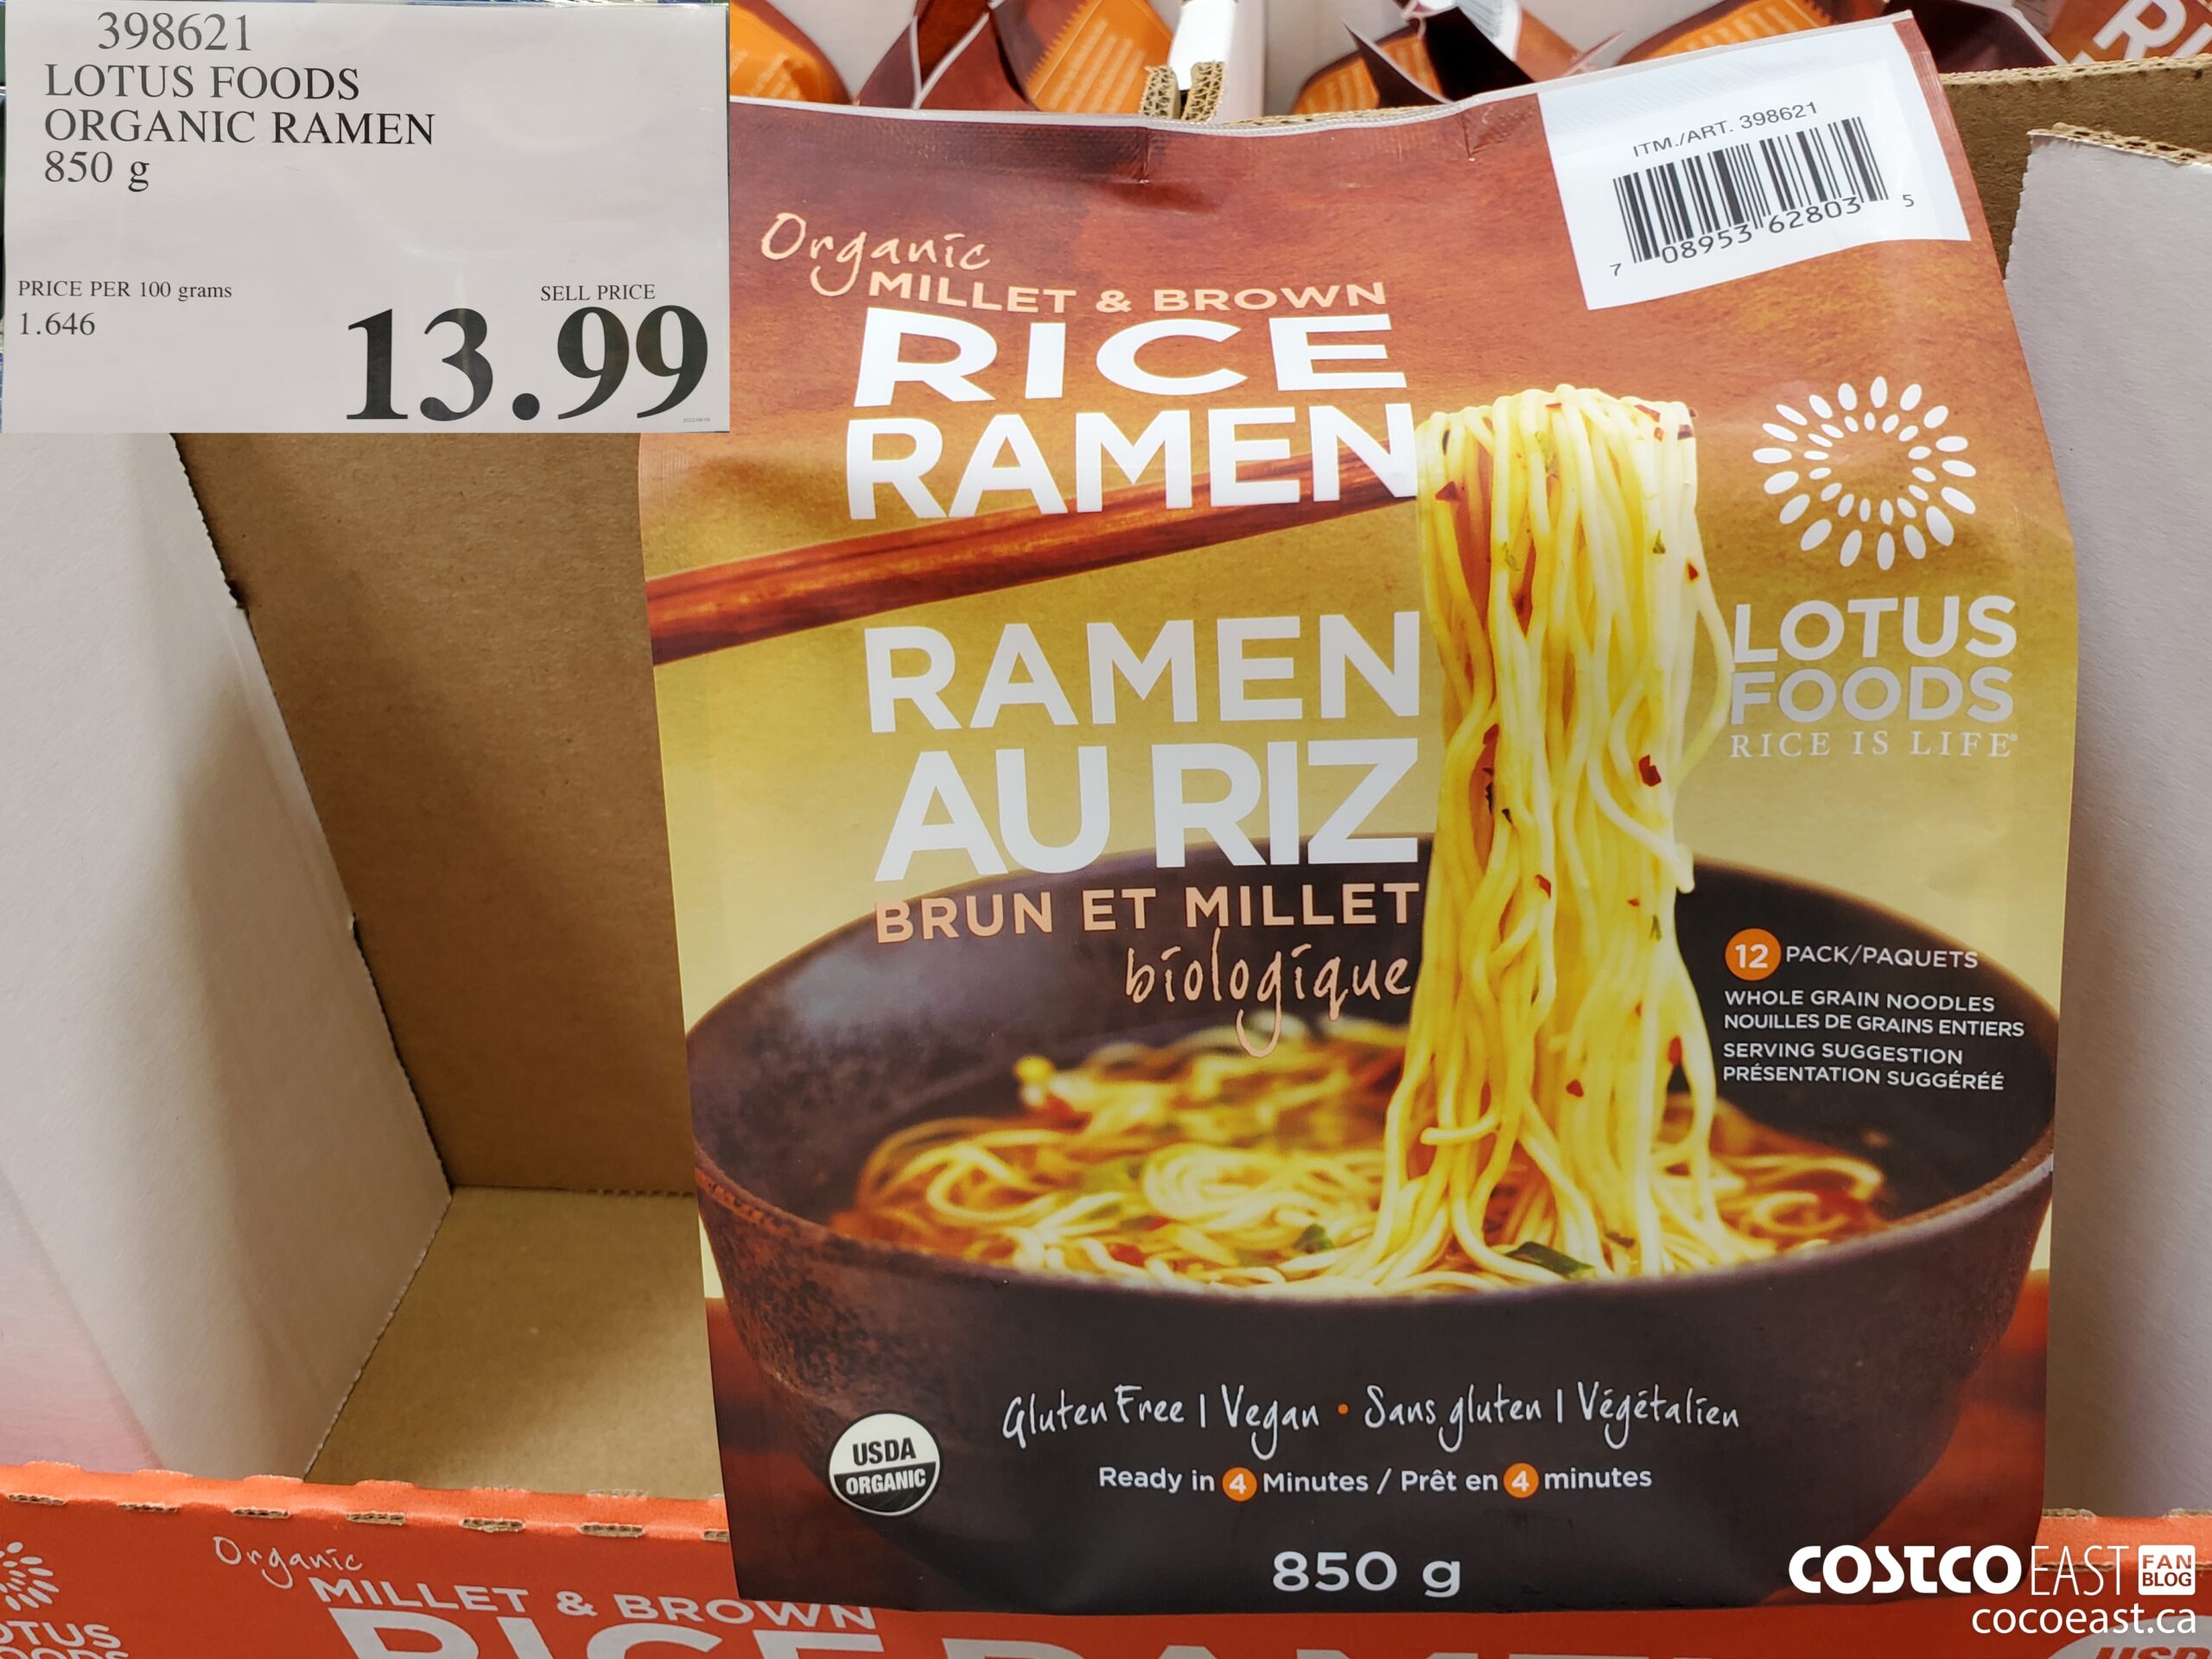 398621
LOTUS FOODS
ORGANIC RAMEN
850 g
PRICE PER 100 grams
1.646
SELL PRICE
13.99
ITM./ART. 398621
7 08953 62803 5
Organic
MILLET & BROWN
RICE
RAMEN
RAMEN
AU RIZ
BRUN ET MILLET
biologique
LOTUS
FOODS
RICE IS LIFE®
12 PACK/PAQUETS
WHOLE GRAIN NOODLES
NOUILLES DE GRAINS ENTIERS
SERVING SUGGESTION
PRÉSENTATION SUGGÉRÉÉ
Gluten Free | Vegan • Sans gluten | Végétalien
Ready in 4 Minutes / Prêt en 4 minutes
USDA
ORGANIC
850 g
Organic
MILLET & BROWN
RICE RAMEN
COSTCO EAST FAN BLOG
cocoeast.ca